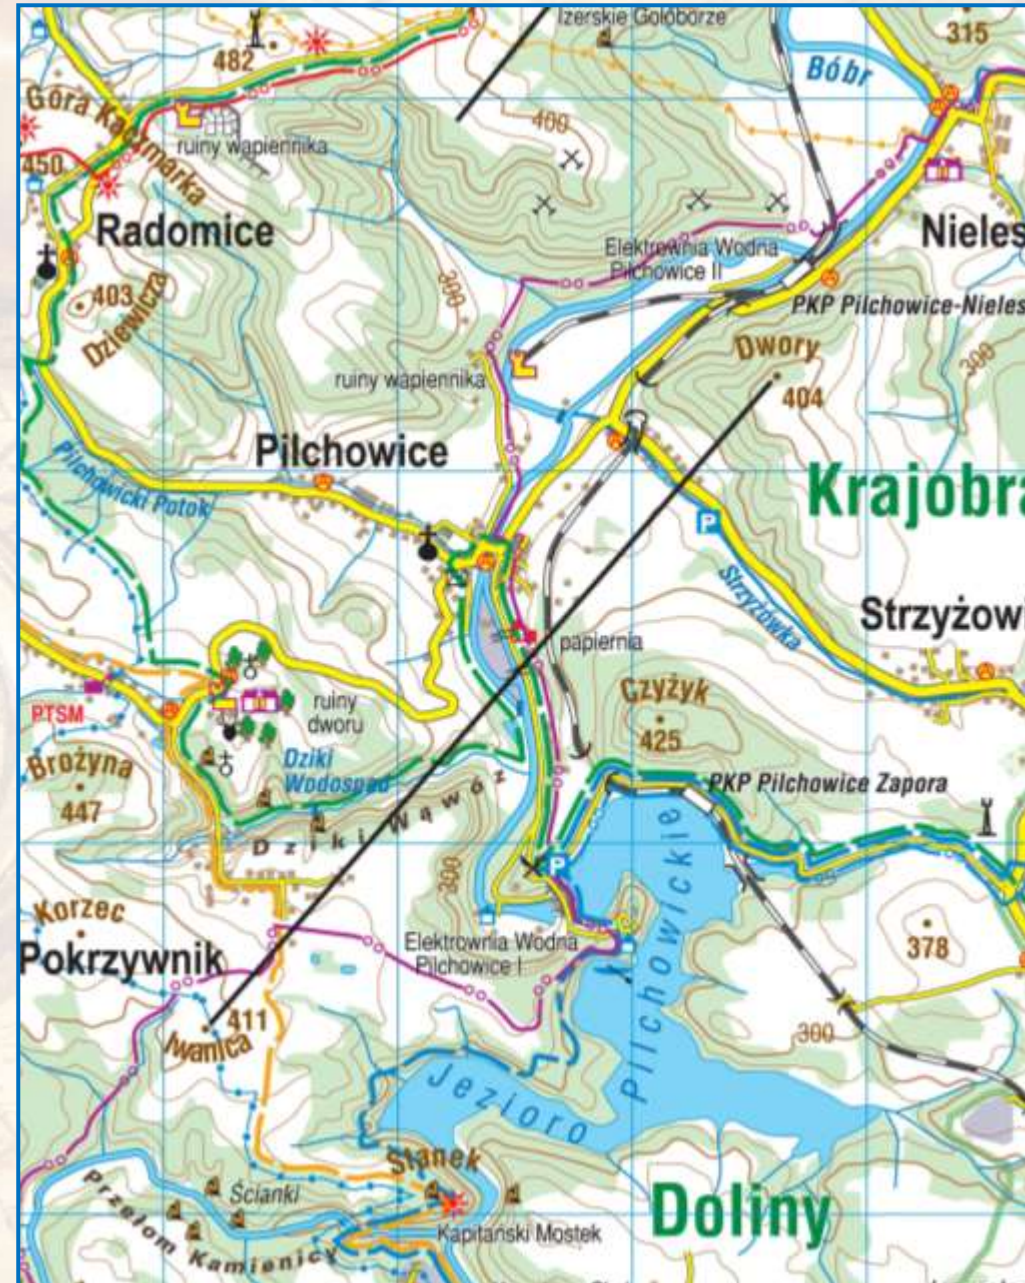 Izerskie Gołoborze
315
482
Bóbr
Góra Kaczmarka
400
ruiny wapiennika
450
Radomice
Nieles
Elektrownia Wodna
Pilchowice II
403
Dziewicza
300
PKP Pilchowice-Nieles
Dwory
300
ruiny wapiennika
404
Pilchowice
Krajobra
Pilchowicki Potok
P
Strzyżówka
Strzyżow
papiernia
Czyżyk
425
PTSM
ruiny
dworu
Brożyna
447
Dziki
Wodospad
PKP Pilchowice Zapora
Dziki Wąwóz
300
P
Korzec
Pokrzywnik
Elektrownia Wodna
Pilchowice I
378
411
Iwanica
300
Jezioro Pilchowickie
Stanek
Ścianki
Przełom Kamienicy
Kapitański Mostek
Doliny